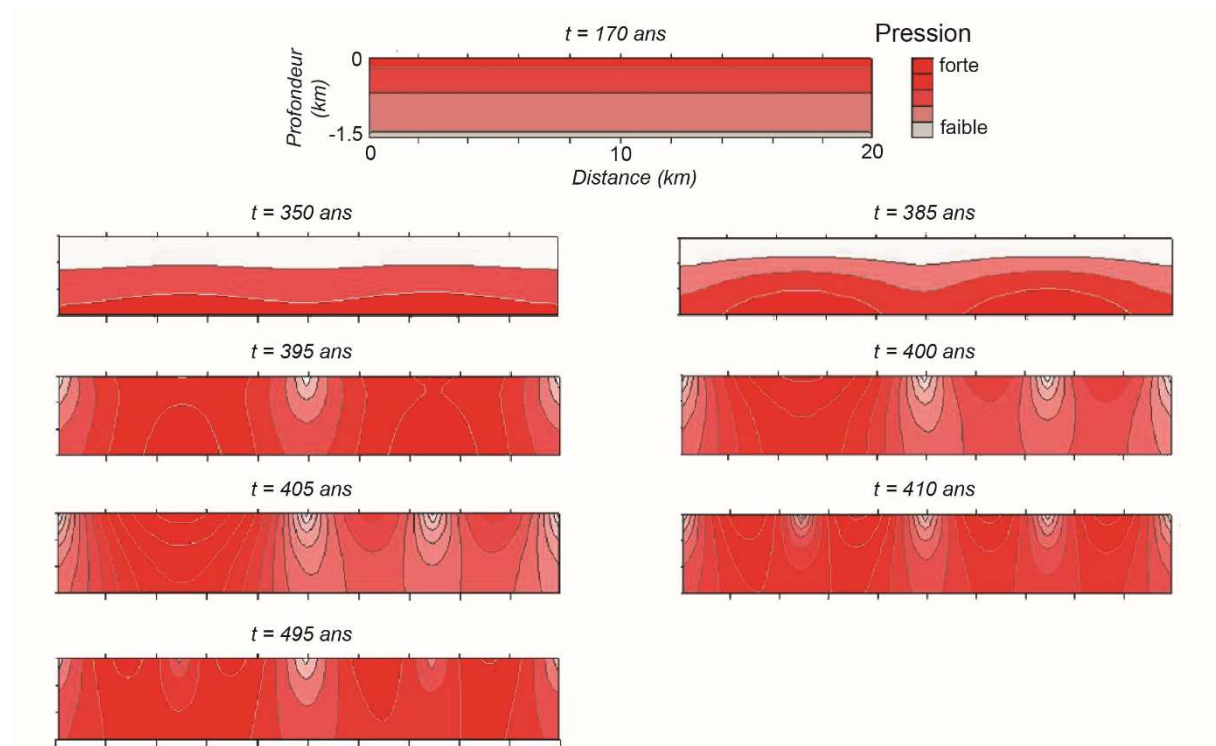 t = 170 ans
Pression
forte
faible
Profondeur
(km)
0
-1.5
0
10
20
Distance (km)
t = 350 ans
t = 385 ans
t = 395 ans
t = 400 ans
t = 405 ans
t = 410 ans
t = 495 ans